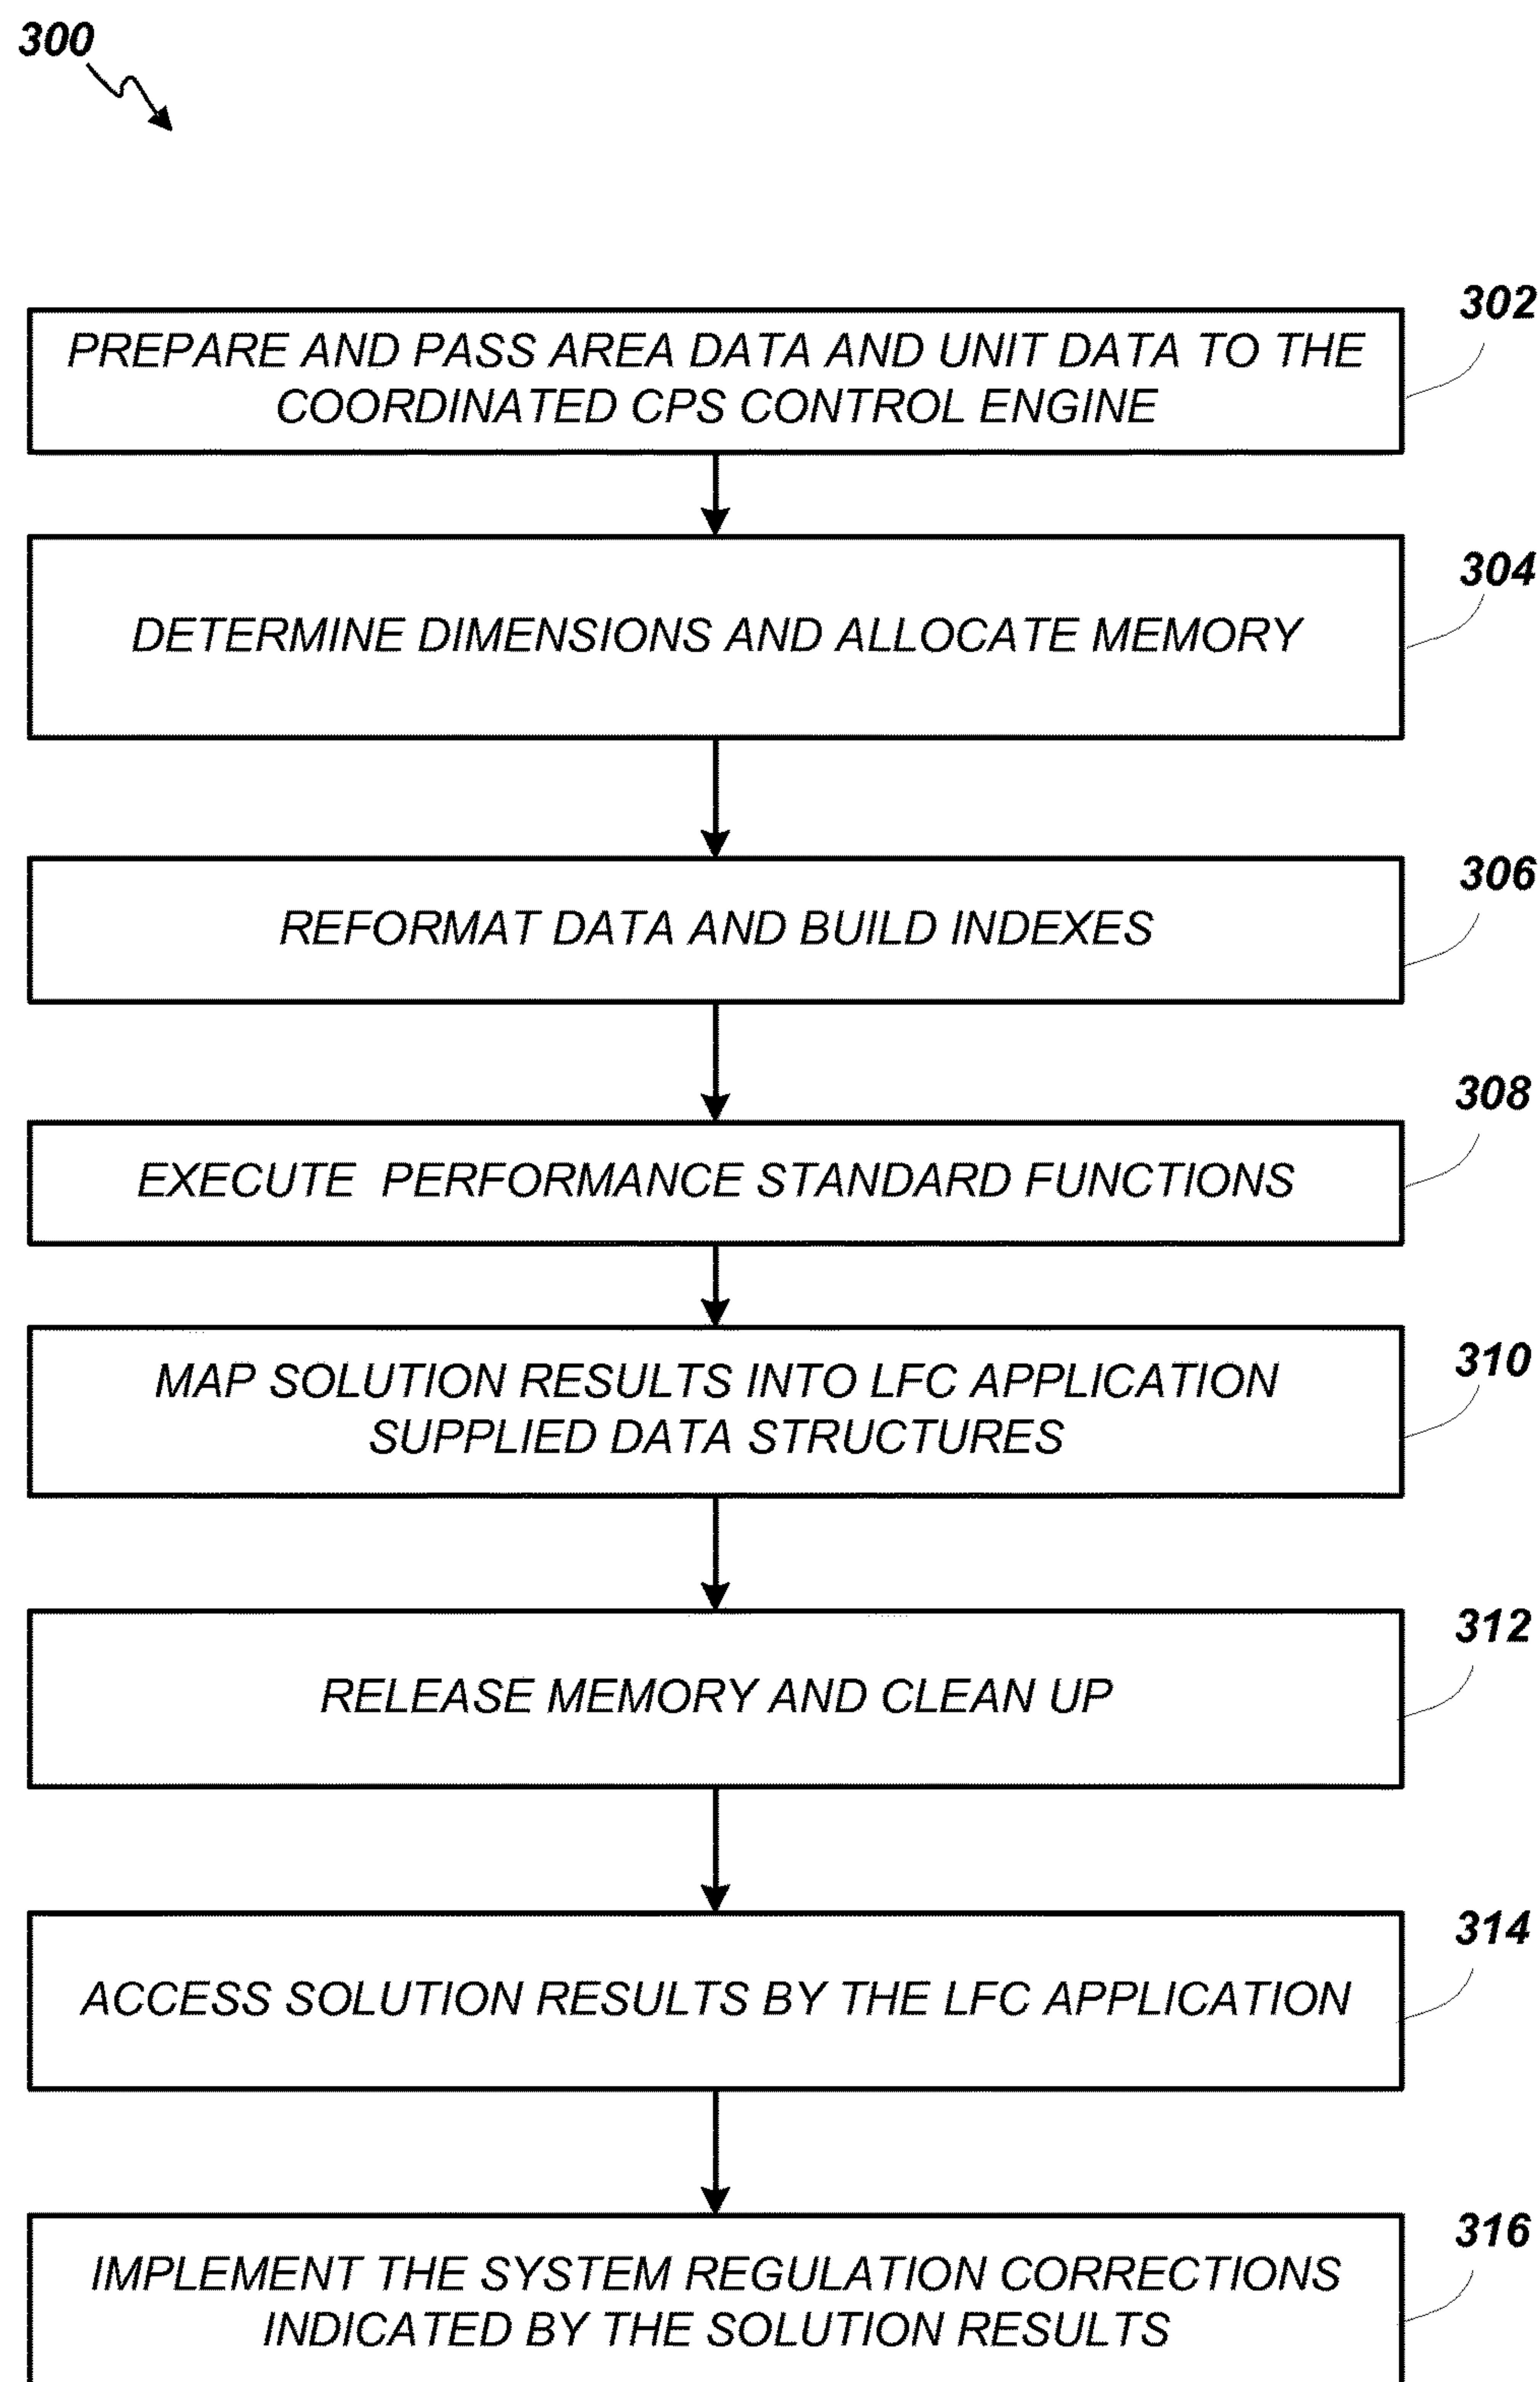 300
302
PREPARE AND PASS AREA DATA AND UNIT DATA TO THE
COORDINATED CPS CONTROL ENGINE
304
DETERMINE DIMENSIONS AND ALLOCATE MEMORY
306
REFORMAT DATA AND BUILD INDEXES
308
EXECUTE PERFORMANCE STANDARD FUNCTIONS
310
MAP SOLUTION RESULTS INTO LFC APPLICATION
SUPPLIED DATA STRUCTURES
312
RELEASE MEMORY AND CLEAN UP
314
ACCESS SOLUTION RESULTS BY THE LFC APPLICATION
316
IMPLEMENT THE SYSTEM REGULATION CORRECTIONS
INDICATED BY THE SOLUTION RESULTS